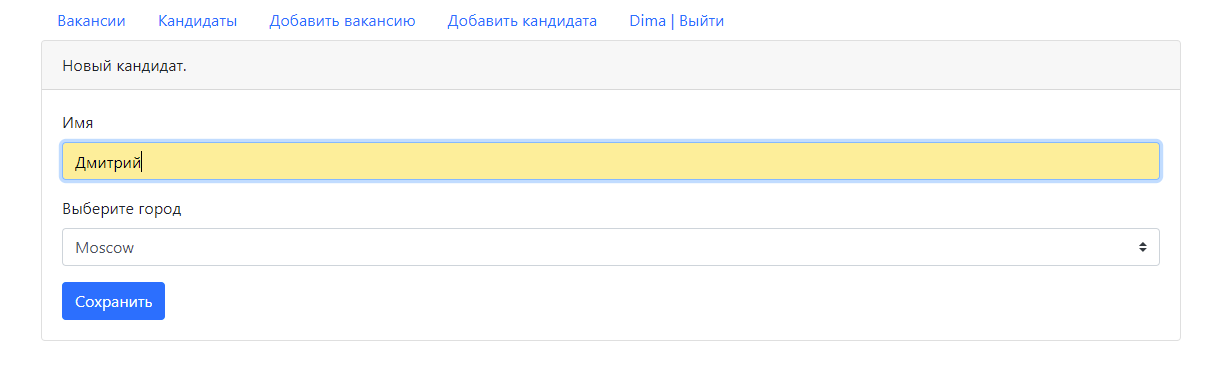 Вакансии Кандидаты Добавить вакансию Добавить кандидата Dima | Выйти
Новый кандидат.
Имя
Дмитрий
Выберите город
Moscow
Сохранить